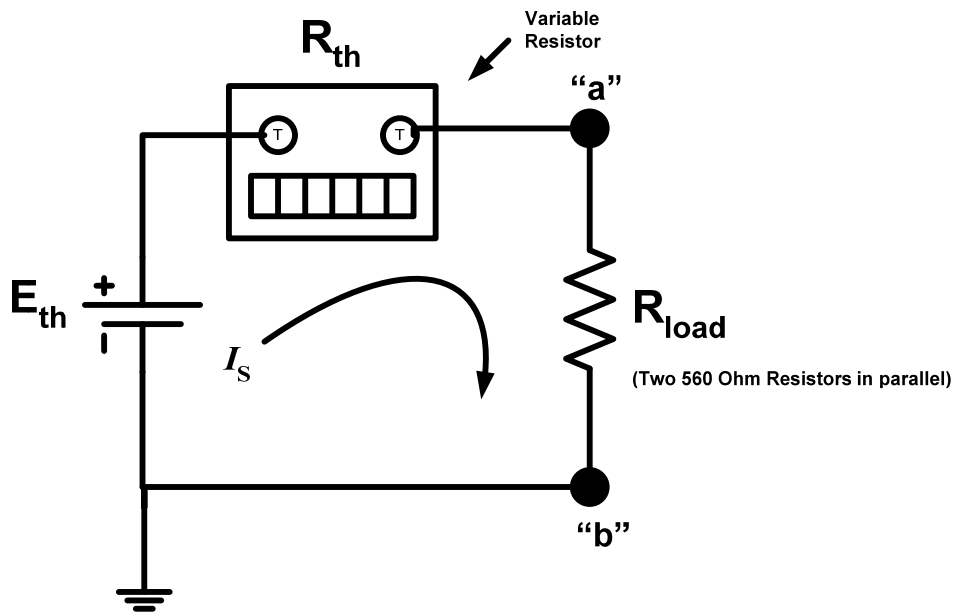 Variable
Resistor
Rth
“a”
T
T
+
Eth
−
IS
Rload
(Two 560 Ohm Resistors in parallel)
“b”